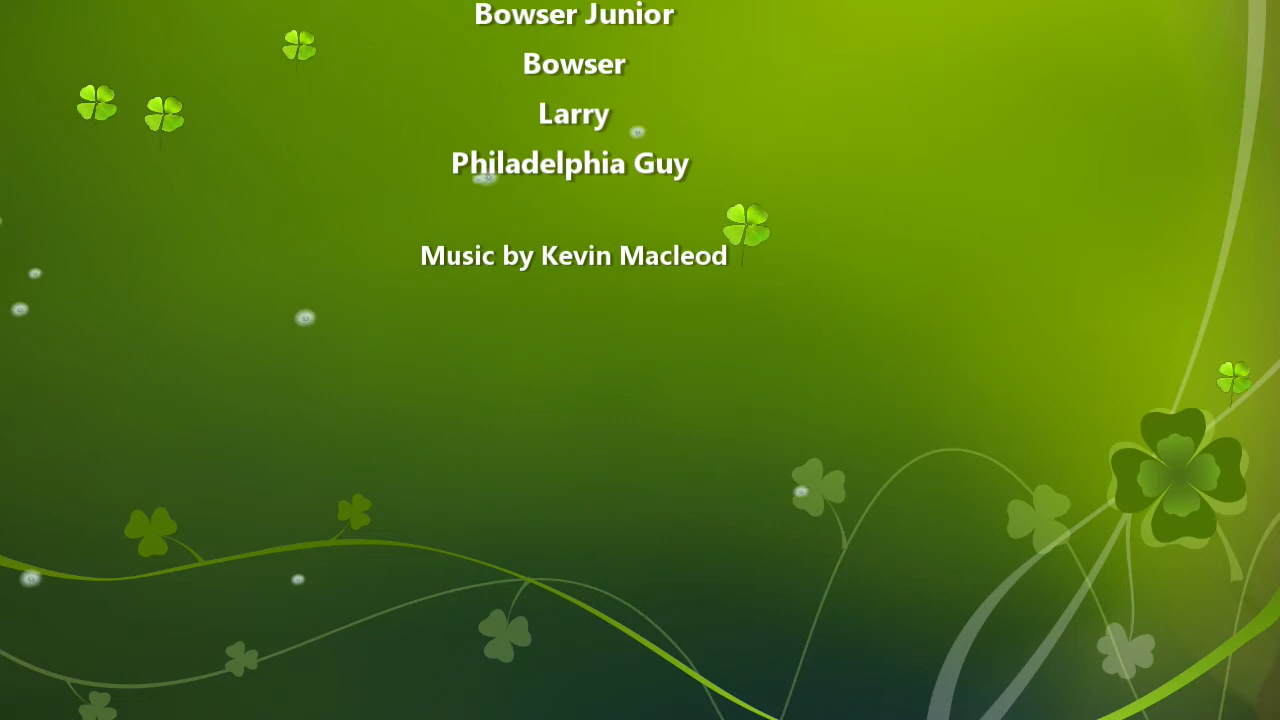 Bowser Junior
Bowser
Larry
Philadelphia Guy
Music by Kevin Macleod